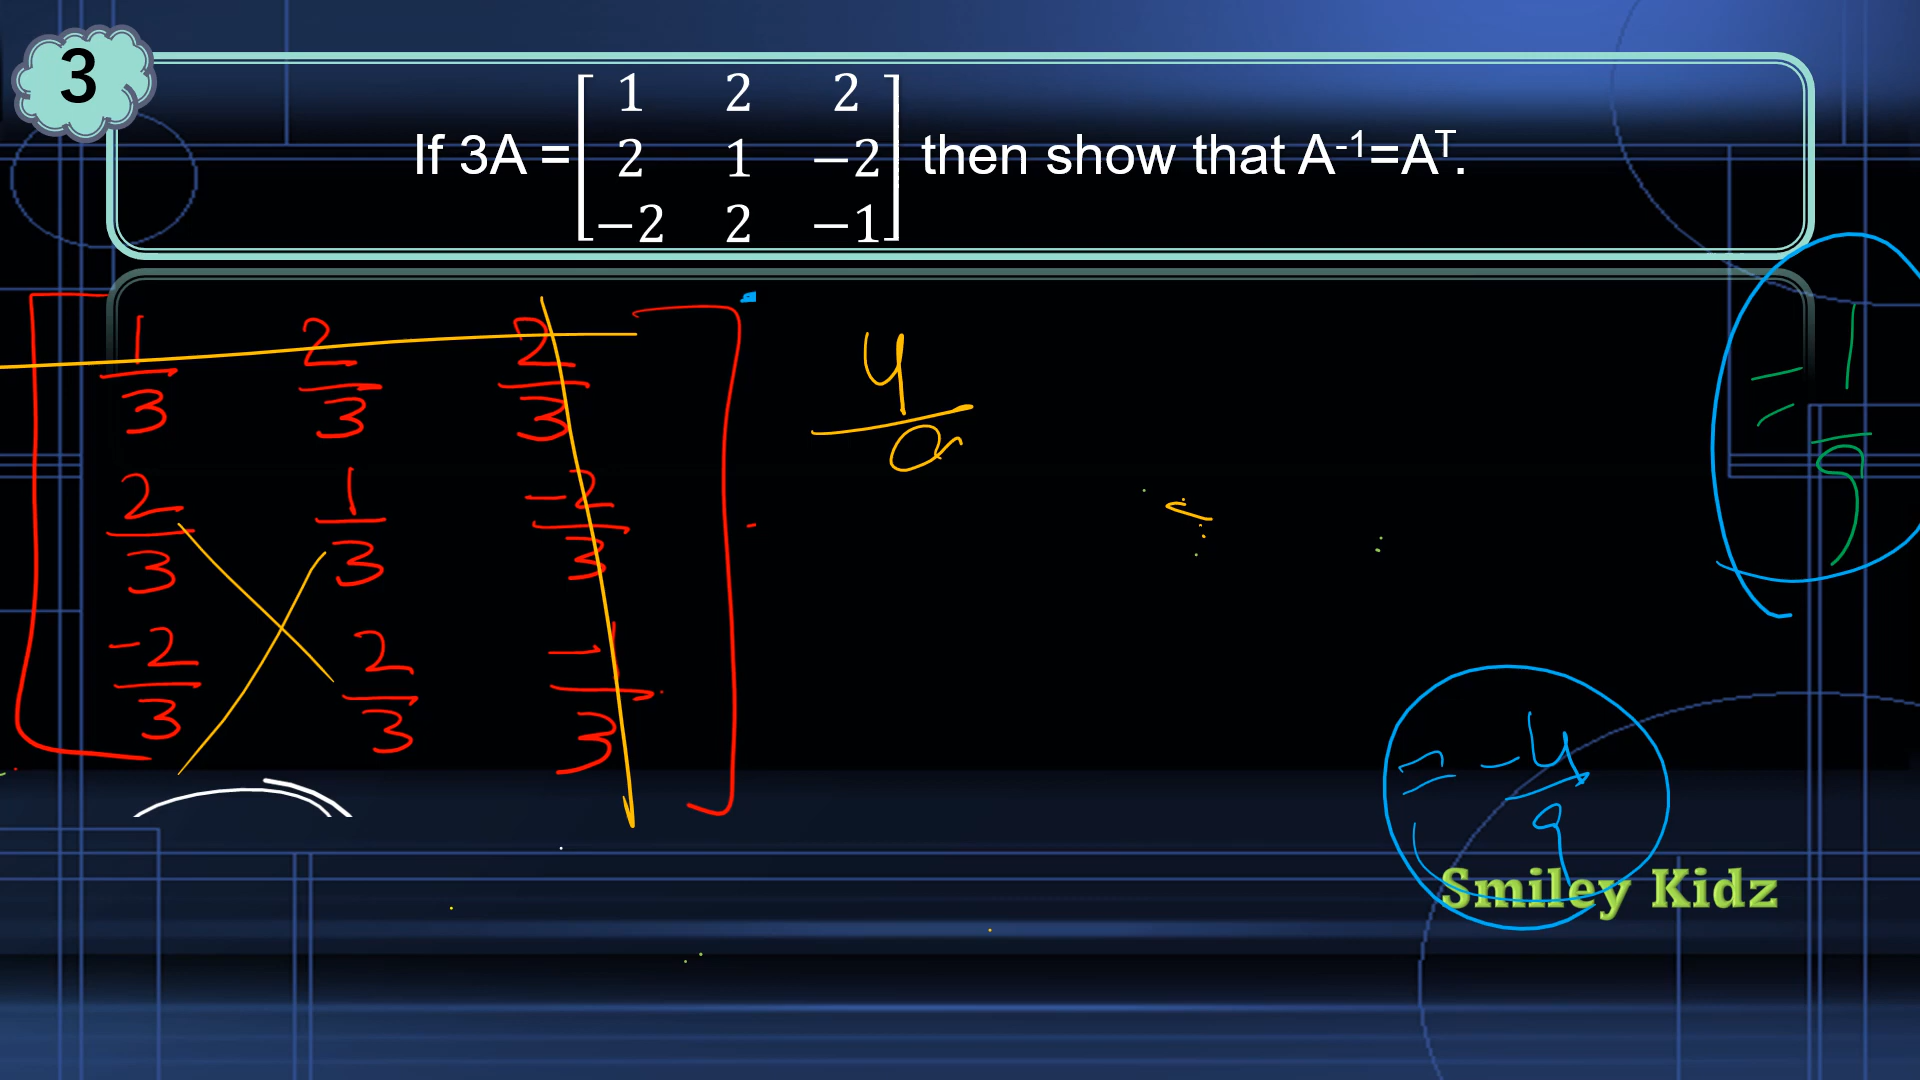 3
If 3A = [1 2 2
2 1 −2
−2 2 −1] then show that A⁻¹=Aᵀ.
1/3 2/3 2/3
2/3 1/3 −2/3
−2/3 2/3 −1/3
4
= −1/9
= −4/9
Smiley Kidz